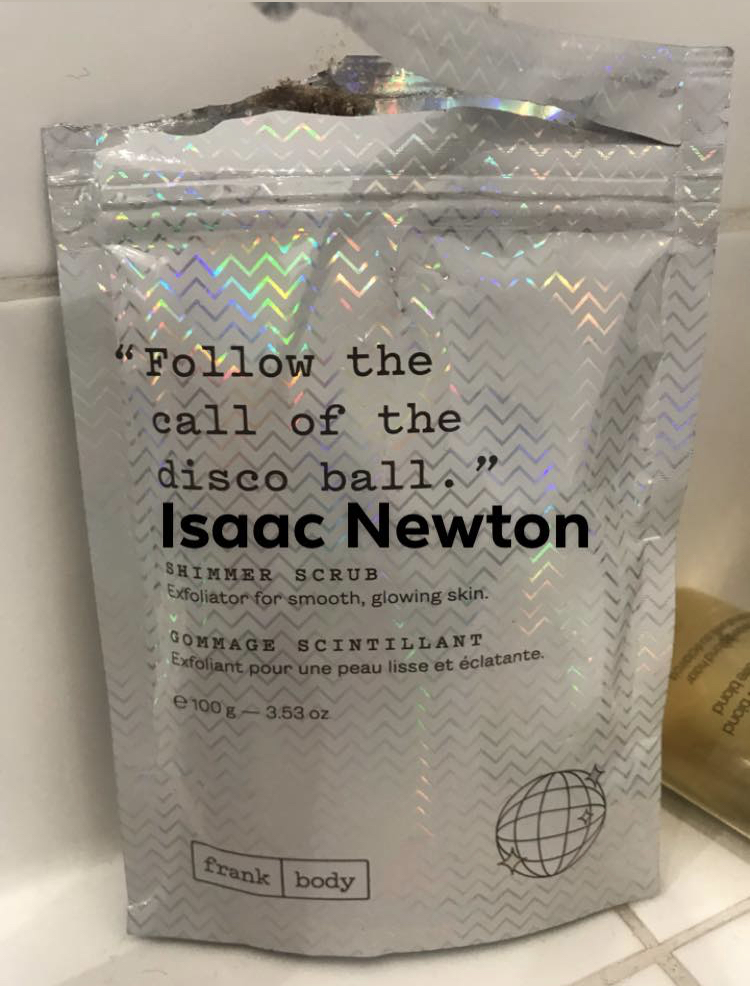 “Follow the
call of the
disco ball.”
Isaac Newton
SHIMMER SCRUB
Exfoliator for smooth, glowing skin.
GOMMAGE SCINTILLANT
Exfoliant pour une peau lisse et éclatante.
℮ 100 g — 3.53 oz
frank body
blond